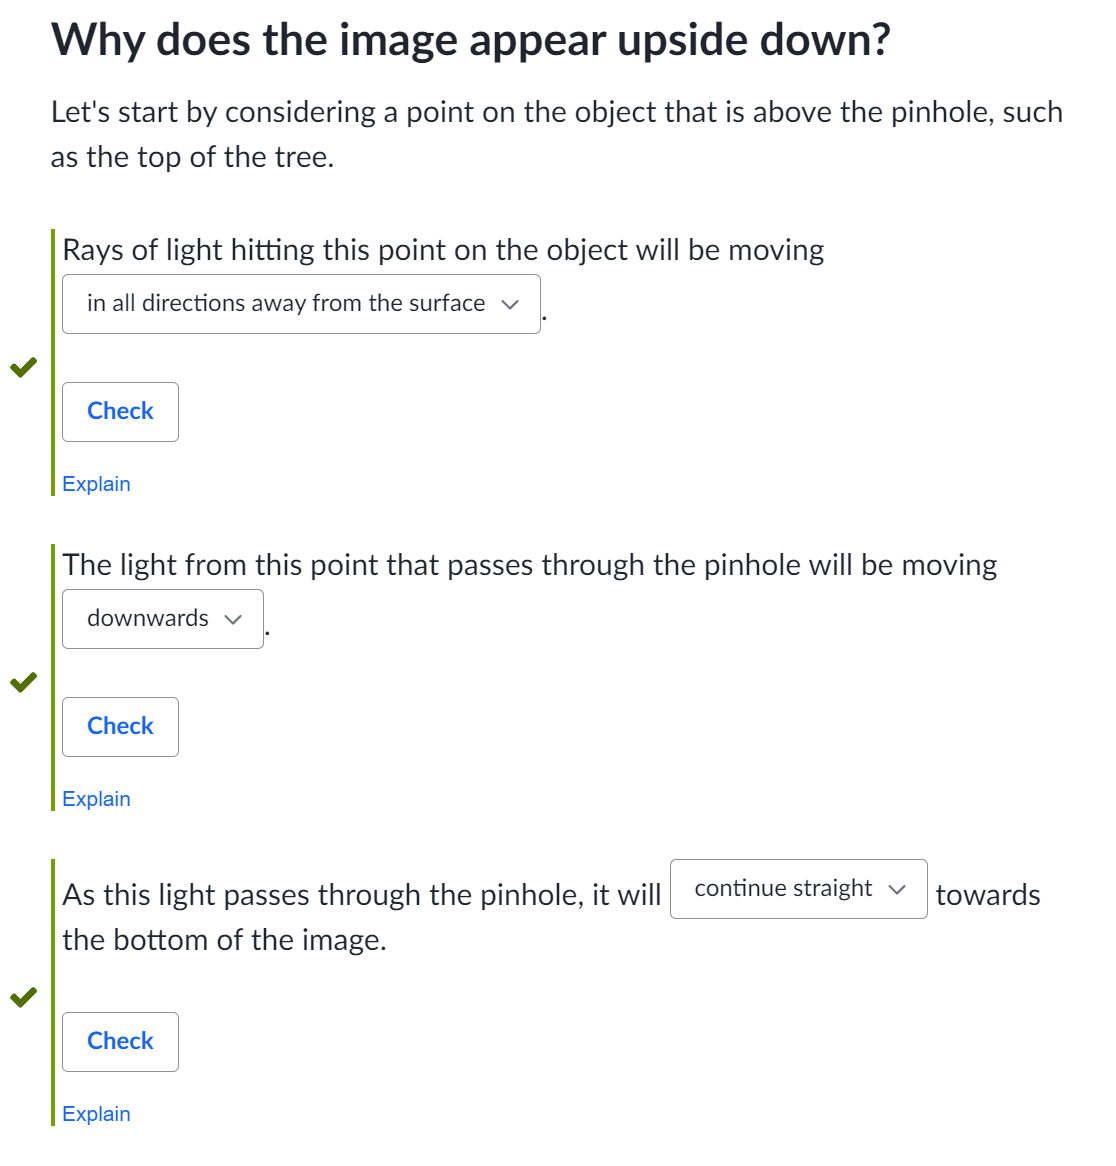 Why does the image appear upside down?
Let's start by considering a point on the object that is above the pinhole, such
as the top of the tree.
Rays of light hitting this point on the object will be moving
in all directions away from the surface .
Check
Explain
The light from this point that passes through the pinhole will be moving
downwards .
Check
Explain
As this light passes through the pinhole, it will continue straight towards
the bottom of the image.
Check
Explain